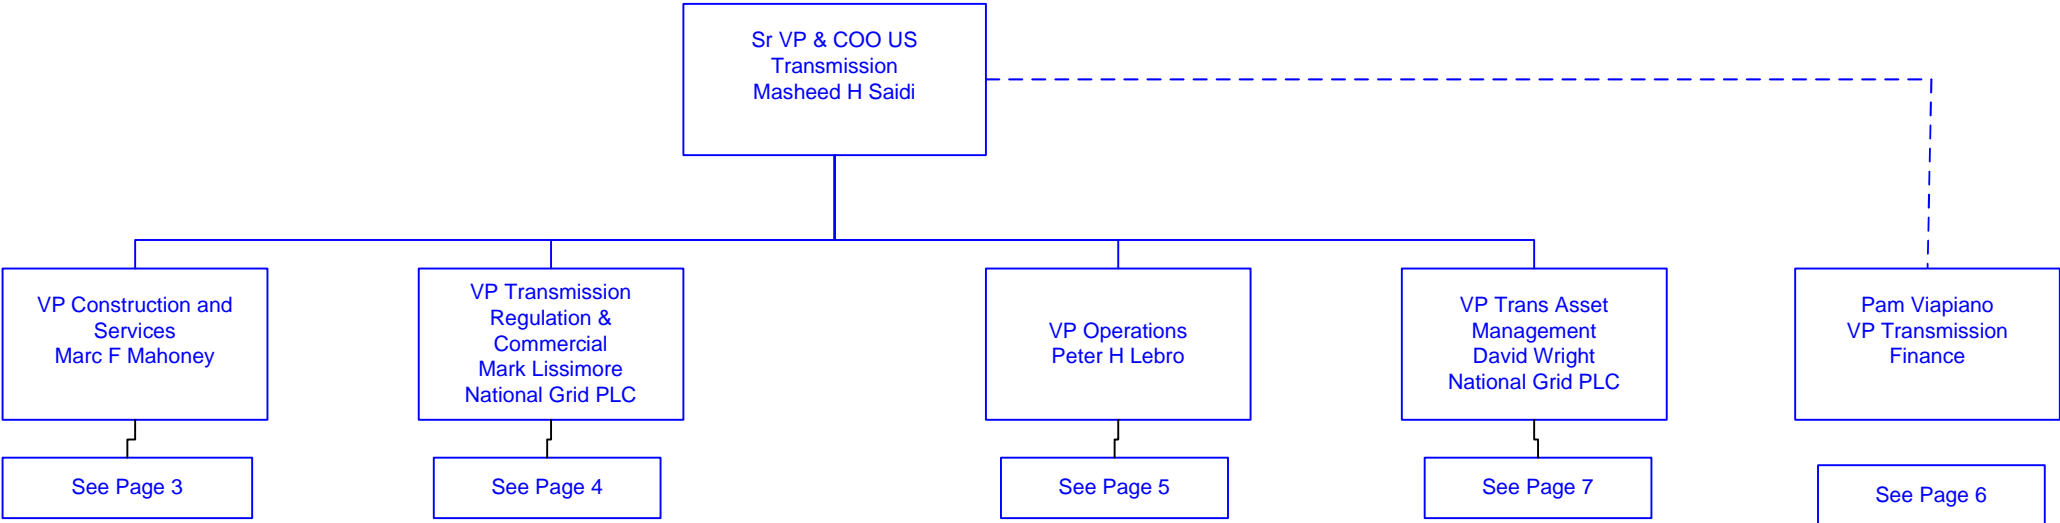 Sr VP & COO US
Transmission
Masheed H Saidi
VP Construction and
Services
Marc F Mahoney
VP Transmission
Regulation &
Commercial
Mark Lissimore
National Grid PLC
VP Operations
Peter H Lebro
VP Trans Asset
Management
David Wright
National Grid PLC
Pam Viapiano
VP Transmission
Finance
See Page 3
See Page 4
See Page 5
See Page 7
See Page 6